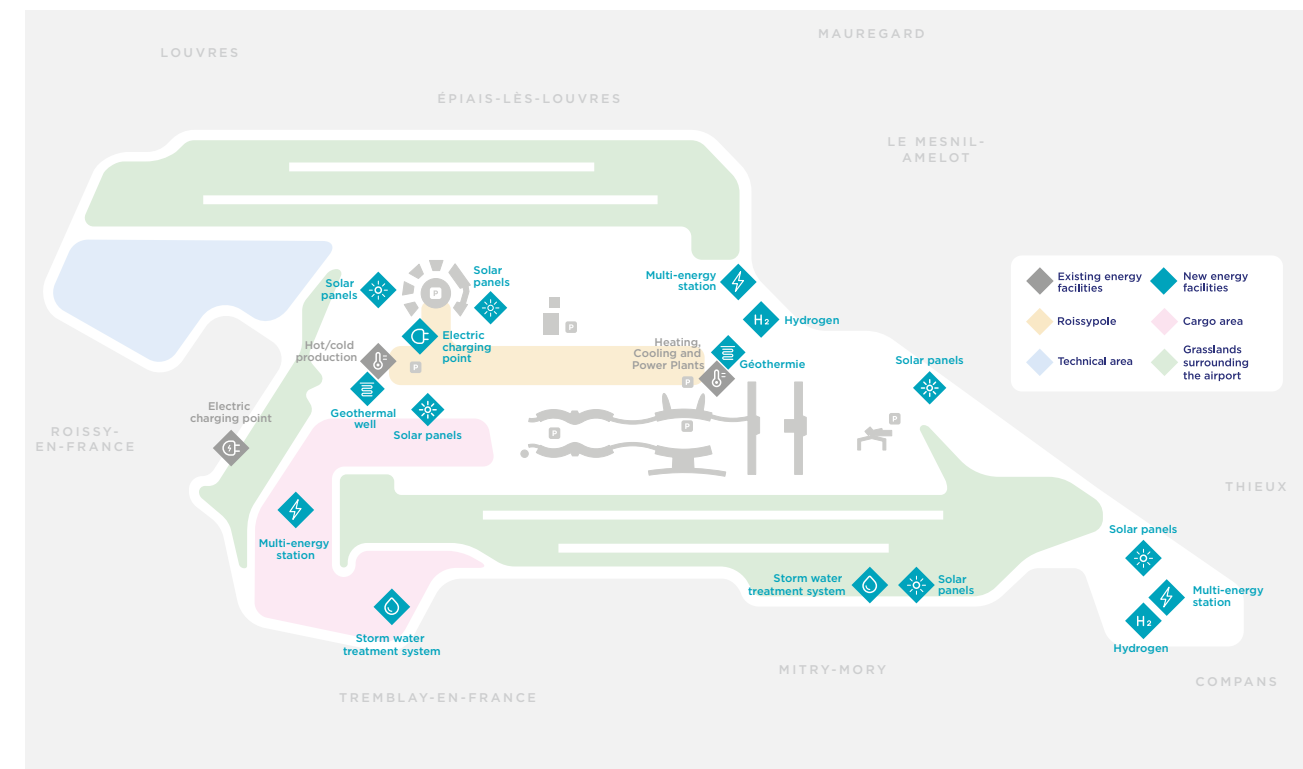 MAUREGARD
LOUVRES
ÉPIAIS-LÈS-LOUVRES
LE MESNIL-
AMELOT
Solar
panels
Solar
panels
P
Multi-energy
station
Existing energy
facilities
New energy
facilities
H2
Hydrogen
Roissypole
Cargo area
P
Electric
charging
point
Hot/cold
production
P
Heating,
Cooling and
Power Plants
P
Géothermie
Solar panels
Technical area
Grasslands
surrounding
the airport
Geothermal
well
Solar panels
Electric
charging point
P
P
P
ROISSY-
EN-FRANCE
THIEUX
Multi-energy
station
Solar panels
Storm water
treatment system
Solar
panels
Multi-energy
station
H2
Hydrogen
Storm water
treatment system
MITRY-MORY
COMPANS
TREMBLAY-EN-FRANCE